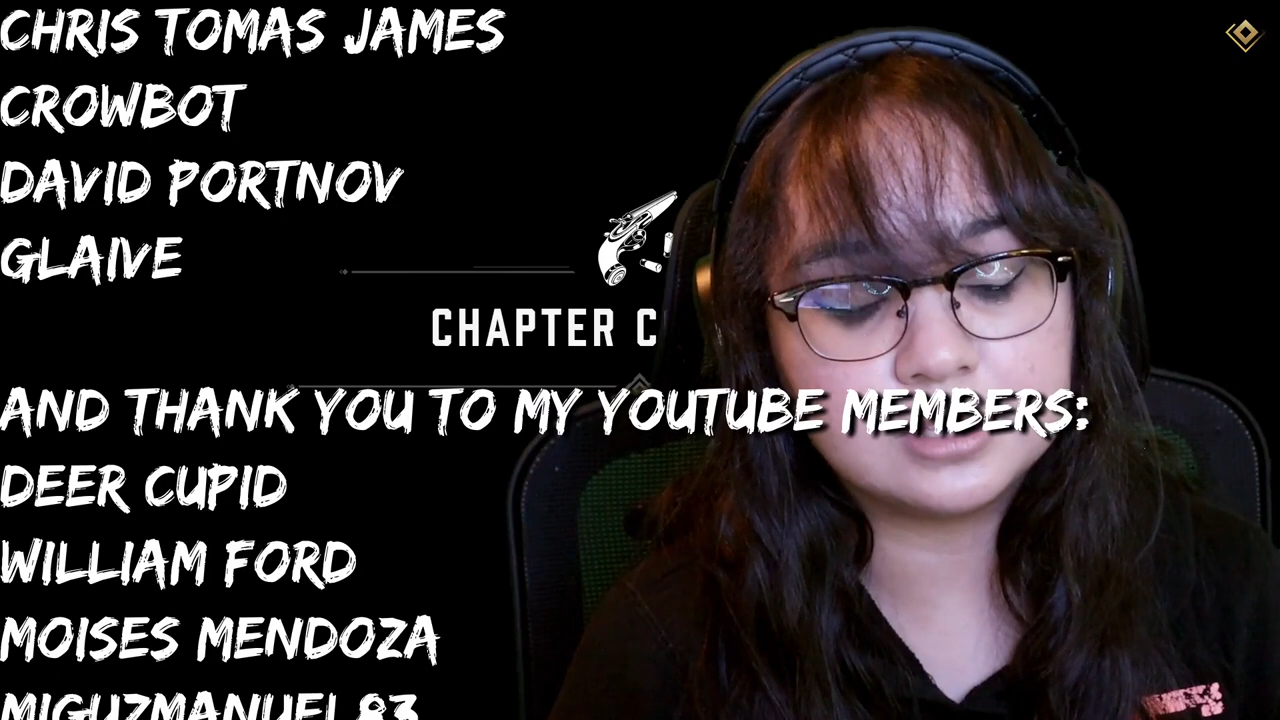 CHRIS TOMAS JAMES
CROWBOT
DAVID PORTNOV
GLAIVE
CHAPTER C
AND THANK YOU TO MY YOUTUBE MEMBERS:
DEER CUPID
WILLIAM FORD
MOISES MENDOZA
MIGUZMANUEL83